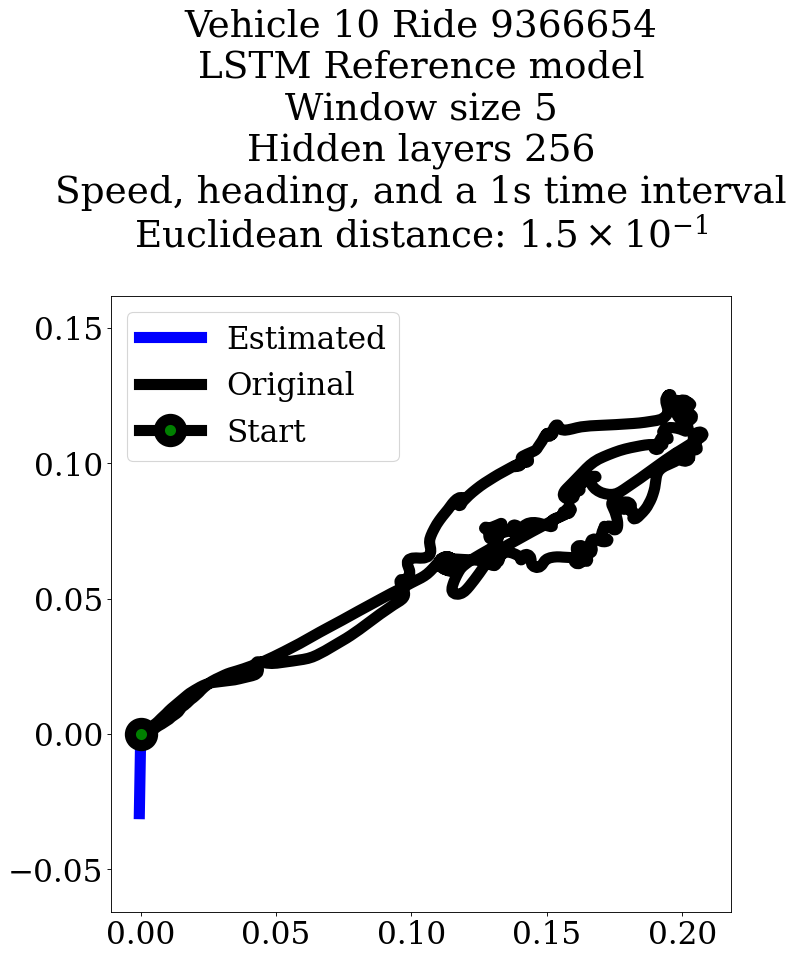 Vehicle 10 Ride 9366654
LSTM Reference model
Window size 5
Hidden layers 256
Speed, heading, and a 1s time interval
Euclidean distance: 1.5 × 10⁻¹
Estimated
Original
Start
0.15
0.10
0.05
0.00
−0.05
0.00 0.05 0.10 0.15 0.20